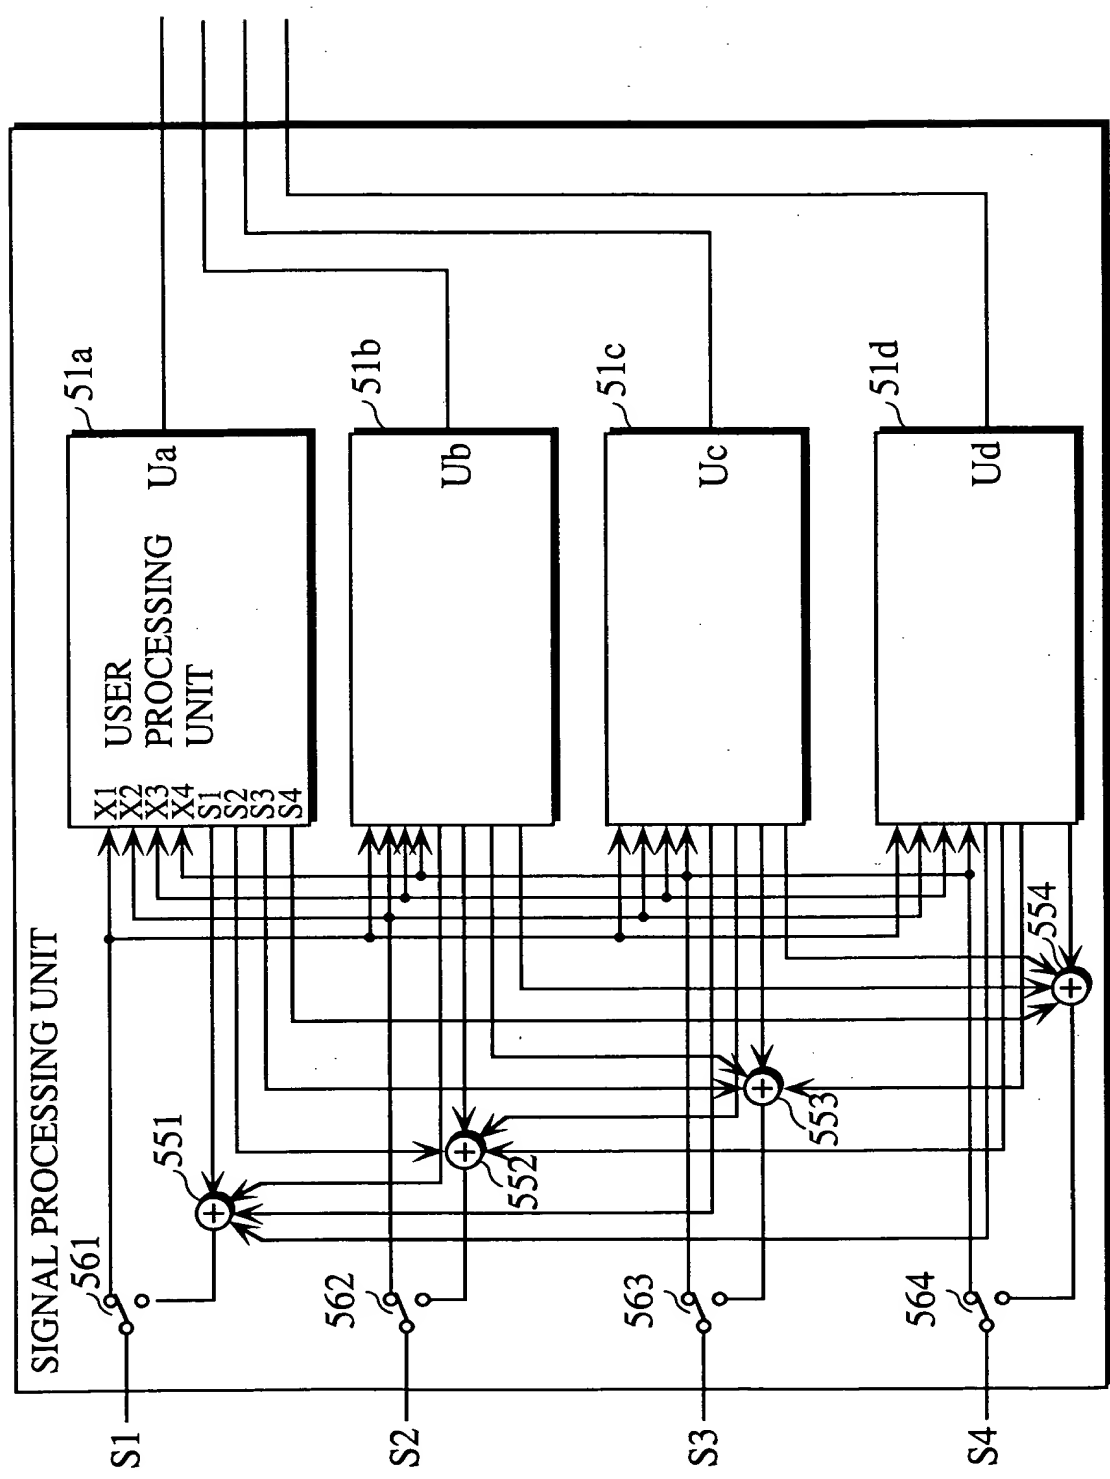 SIGNAL PROCESSING UNIT
S1
S2
S3
S4
561
562
563
564
551
552
553
554
X1
X2
X3
X4
S1
S2
S3
S4
USER
PROCESSING
UNIT
Ua
Ub
Uc
Ud
51a
51b
51c
51d